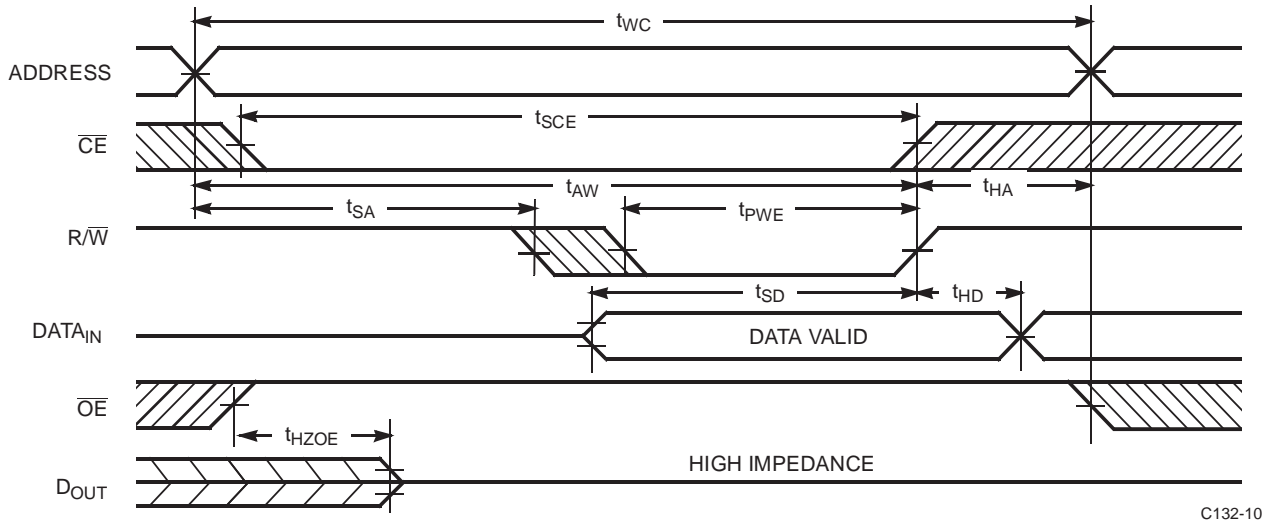 tWC
ADDRESS
tSCE
CE
tAW
tHA
tSA
tPWE
R/W
tSD
tHD
DATAIN
DATA VALID
OE
tHZOE
HIGH IMPEDANCE
DOUT
C132-10